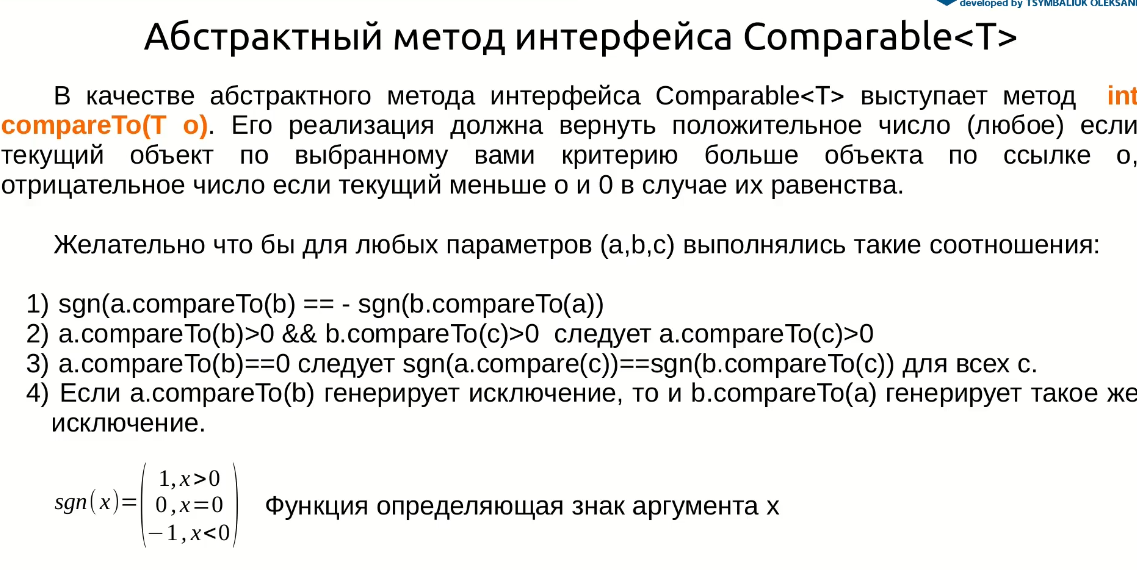 developed by TSYMBALIUK OLEKSAN
Абстрактный метод интерфейса Comparable<T>
В качестве абстрактного метода интерфейса Comparable<T> выступает метод int
compareTo(T o). Его реализация должна вернуть положительное число (любое) если
текущий объект по выбранному вами критерию больше объекта по ссылке о,
отрицательное число если текущий меньше о и 0 в случае их равенства.
Желательно что бы для любых параметров (a,b,c) выполнялись такие соотношения:
1) sgn(a.compareTo(b) == - sgn(b.compareTo(a))
2) a.compareTo(b)>0 && b.compareTo(c)>0 следует a.compareTo(c)>0
3) a.compareTo(b)==0 следует sgn(a.compare(c))==sgn(b.compareTo(c)) для всех c.
4) Если a.compareTo(b) генерирует исключение, то и b.compareTo(a) генерирует такое же
исключение.
1, x>0
sgn(x)= 0, x=0 Функция определяющая знак аргумента x
−1, x<0